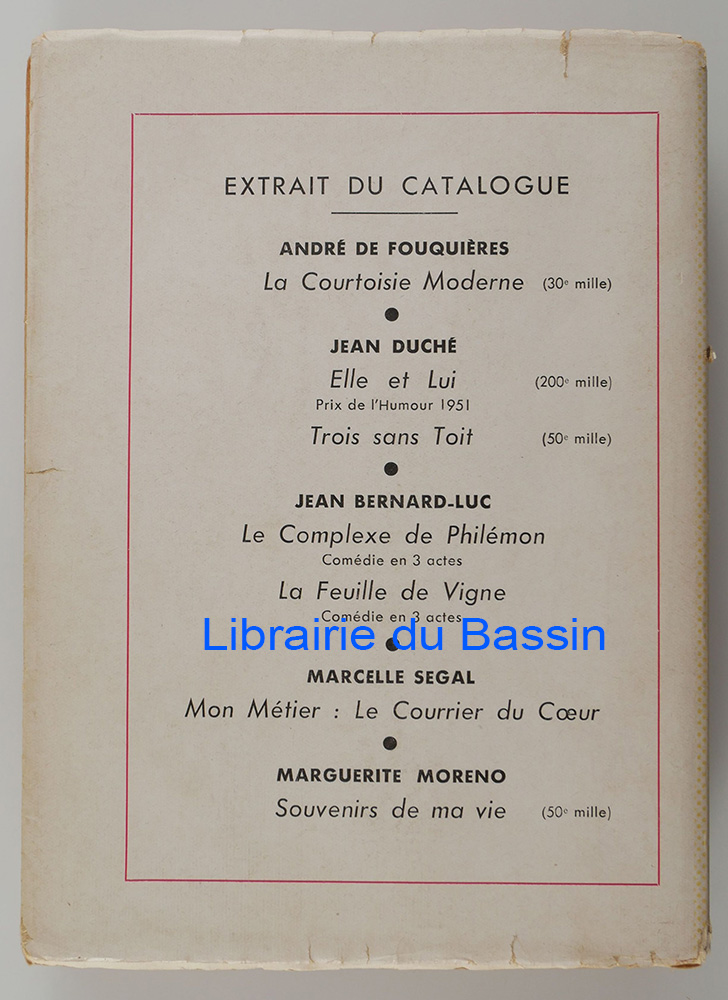 EXTRAIT DU CATALOGUE
ANDRÉ DE FOUQUIÈRES
La Courtoisie Moderne (30e mille)
JEAN DUCHÉ
Elle et Lui (200e mille)
Prix de l'Humour 1951
Trois sans Toit (50e mille)
JEAN BERNARD-LUC
Le Complexe de Philémon
Comédie en 3 actes
La Feuille de Vigne
Comédie en 3 actes
Librairie du Bassin
MARCELLE SEGAL
Mon Métier : Le Courrier du Cœur
MARGUERITE MORENO
Souvenirs de ma vie (50e mille)